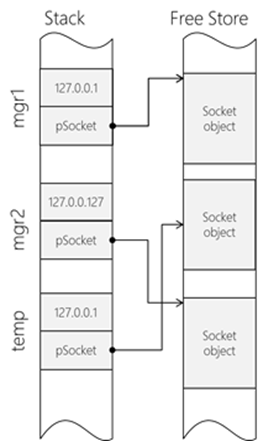 Stack
Free Store
mgr1
127.0.0.1
pSocket
Socket
object
mgr2
127.0.0.127
pSocket
Socket
object
temp
127.0.0.1
pSocket
Socket
object